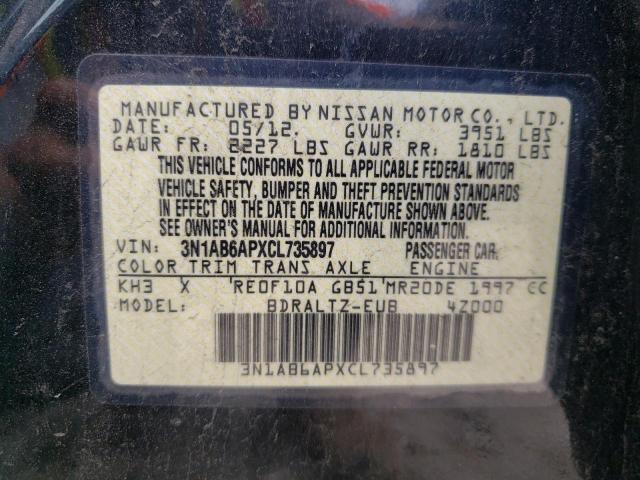 MANUFACTURED BY NISSAN MOTOR CO., LTD.
DATE: 05/12. GVWR: 3951 LBS
GAWR FR: 2227 LBS GAWR RR: 1810 LBS
THIS VEHICLE CONFORMS TO ALL APPLICABLE FEDERAL MOTOR
VEHICLE SAFETY, BUMPER AND THEFT PREVENTION STANDARDS
IN EFFECT ON THE DATE OF MANUFACTURE SHOWN ABOVE.
SEE OWNER'S MANUAL FOR ADDITIONAL INFORMATION.
VIN: 3N1AB6APXCL735897 PASSENGER CAR.
COLOR TRIM TRANS AXLE ENGINE
KH3 X RE0F10A GB51 MR20DE 1997 CC
MODEL: BDRALTZ-EUB 4Z000
3N1AB6APXCL735897